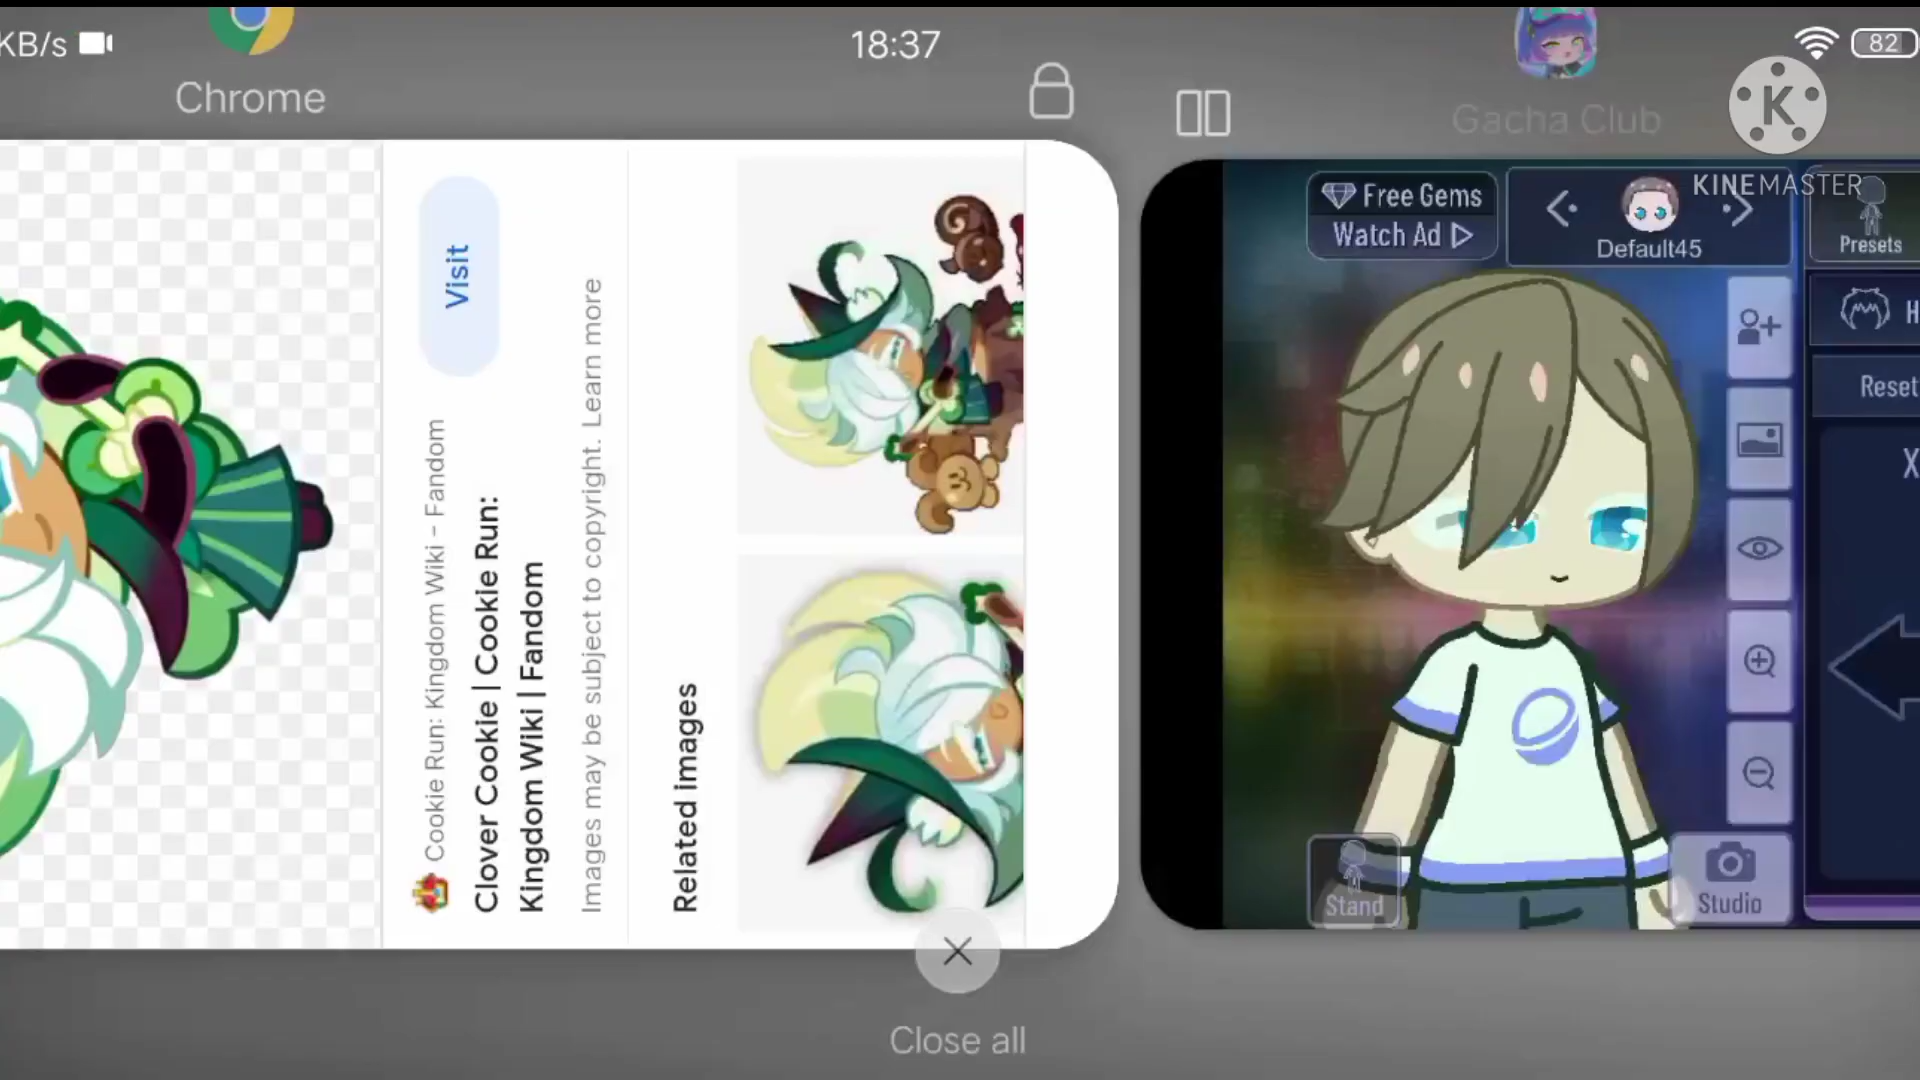 KB/s
18:37
82
Chrome
Gacha Club
K
KINEMASTER
Visit
Cookie Run: Kingdom Wiki - Fandom
Clover Cookie | Cookie Run:
Kingdom Wiki | Fandom
Images may be subject to copyright. Learn more
Related images
Free Gems
Watch Ad
Default45
Presets
H
Reset
X
Stand
Studio
Close all